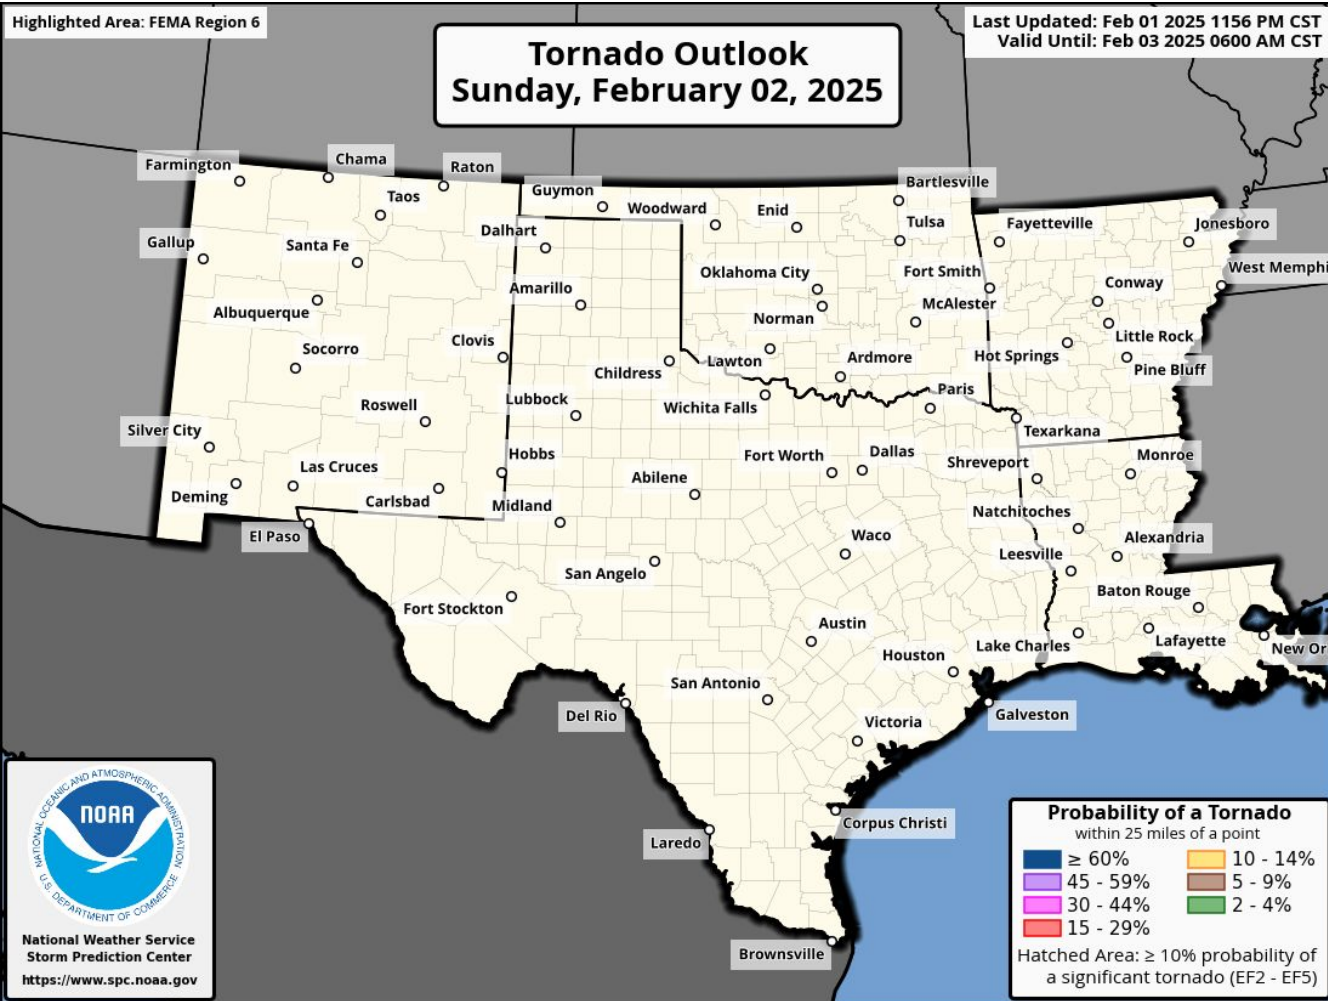 Highlighted Area: FEMA Region 6
Last Updated: Feb 01 2025 1156 PM CST
Valid Until: Feb 03 2025 0600 AM CST
Tornado Outlook
Sunday, February 02, 2025
Farmington
Chama
Raton
Taos
Guymon
Woodward
Enid
Bartlesville
Tulsa
Fayetteville
Jonesboro
Gallup
Santa Fe
Dalhart
Oklahoma City
Fort Smith
West Memphi
Amarillo
Conway
Albuquerque
Norman
McAlester
Socorro
Clovis
Childress
Lawton
Ardmore
Hot Springs
Little Rock
Pine Bluff
Roswell
Lubbock
Wichita Falls
Paris
Texarkana
Silver City
Las Cruces
Hobbs
Abilene
Fort Worth
Dallas
Shreveport
Monroe
Deming
Carlsbad
Midland
Natchitoches
El Paso
Waco
Leesville
Alexandria
San Angelo
Fort Stockton
Baton Rouge
Austin
Houston
Lake Charles
Lafayette
New Or
San Antonio
Del Rio
Victoria
Galveston
Laredo
Corpus Christi
Brownsville
NATIONAL OCEANIC AND ATMOSPHERIC ADMINISTRATION
NOAA
U.S. DEPARTMENT OF COMMERCE
National Weather Service
Storm Prediction Center
https://www.spc.noaa.gov
Probability of a Tornado
within 25 miles of a point
≥ 60%
45 - 59%
30 - 44%
15 - 29%
10 - 14%
5 - 9%
2 - 4%
Hatched Area: ≥ 10% probability of
a significant tornado (EF2 - EF5)